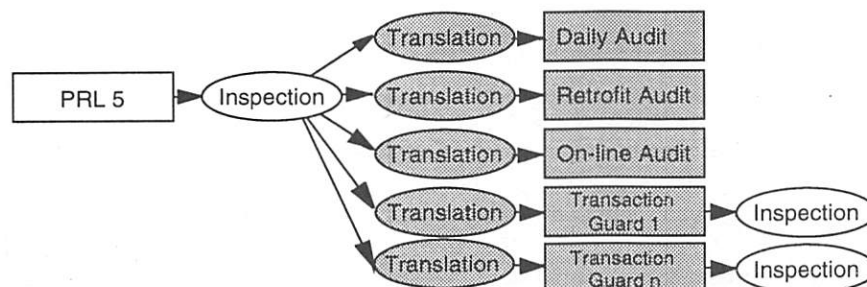 Translation
Daily Audit
PRL 5
Inspection
Translation
Retrofit Audit
Translation
On-line Audit
Translation
Transaction
Guard 1
Inspection
Translation
Transaction
Guard n
Inspection